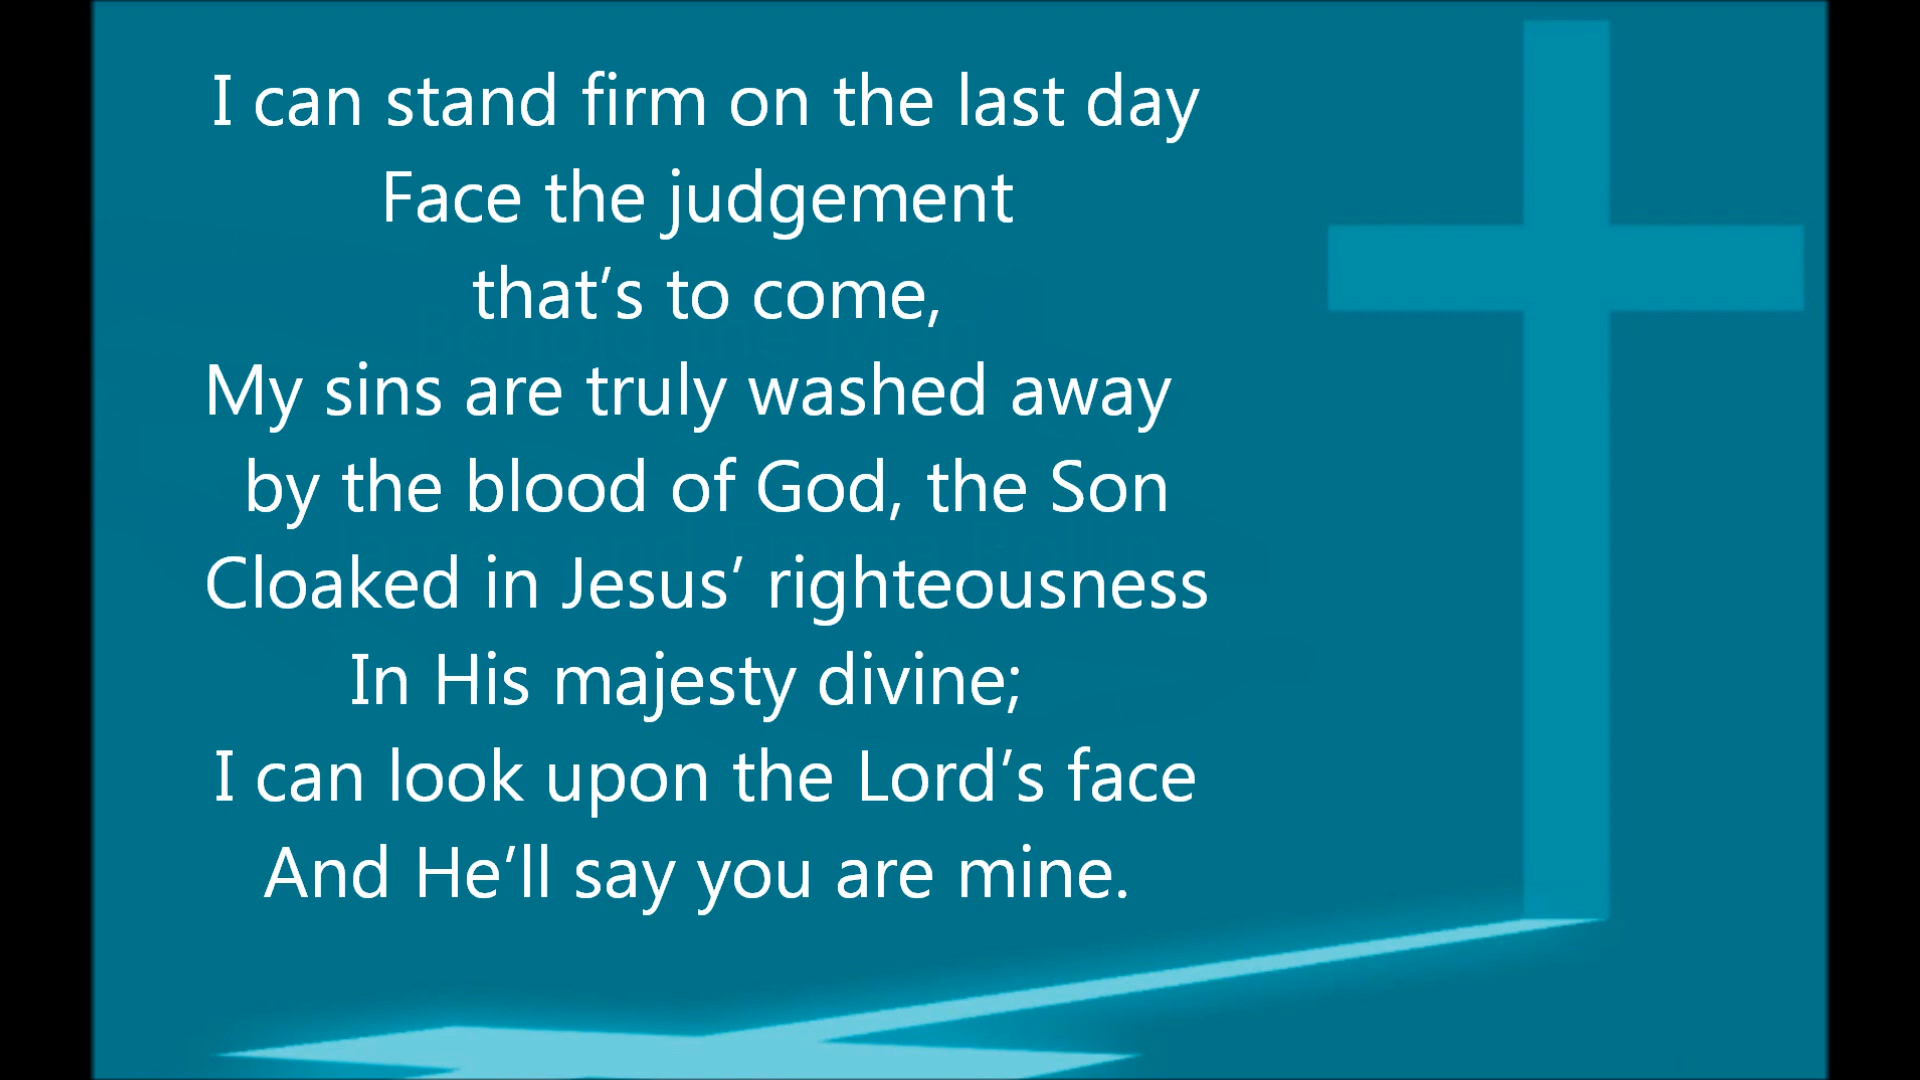 I can stand firm on the last day
Face the judgement
that’s to come,
My sins are truly washed away
by the blood of God, the Son
Cloaked in Jesus’ righteousness
In His majesty divine;
I can look upon the Lord’s face
And He’ll say you are mine.